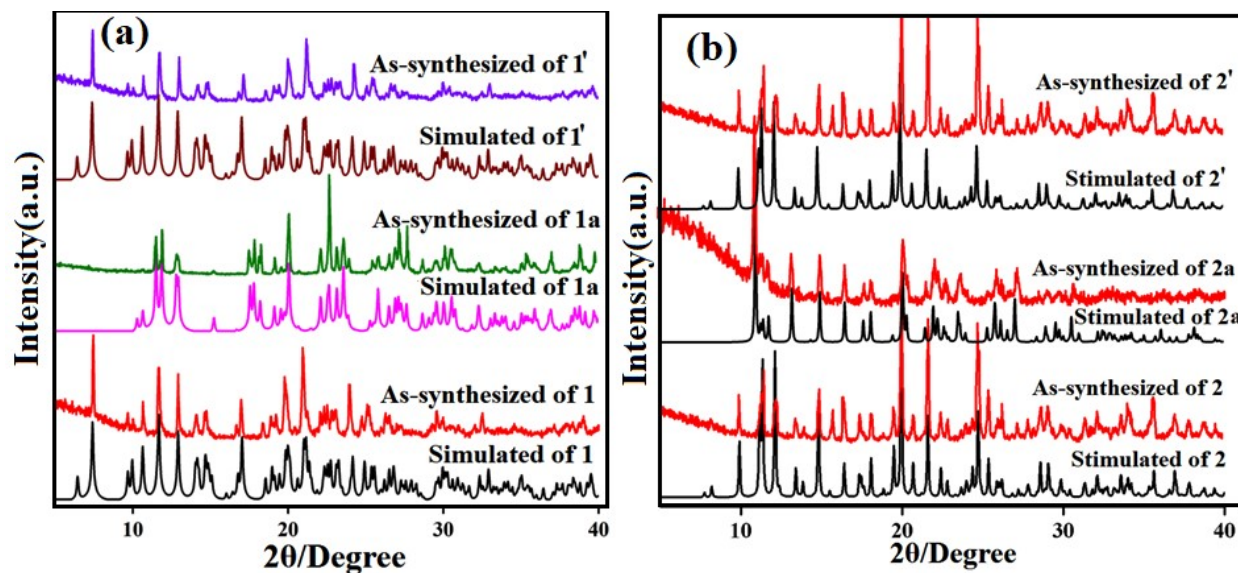 (a)
As-synthesized of 1'
Simulated of 1'
As-synthesized of 1a
Simulated of 1a
As-synthesized of 1
Simulated of 1
Intensity(a.u.)
10 20 30 40
2θ/Degree
(b)
As-synthesized of 2'
Stimulated of 2'
As-synthesized of 2a
Stimulated of 2a
As-synthesized of 2
Stimulated of 2
Intensity(a.u.)
10 20 30 40
2θ/Degree